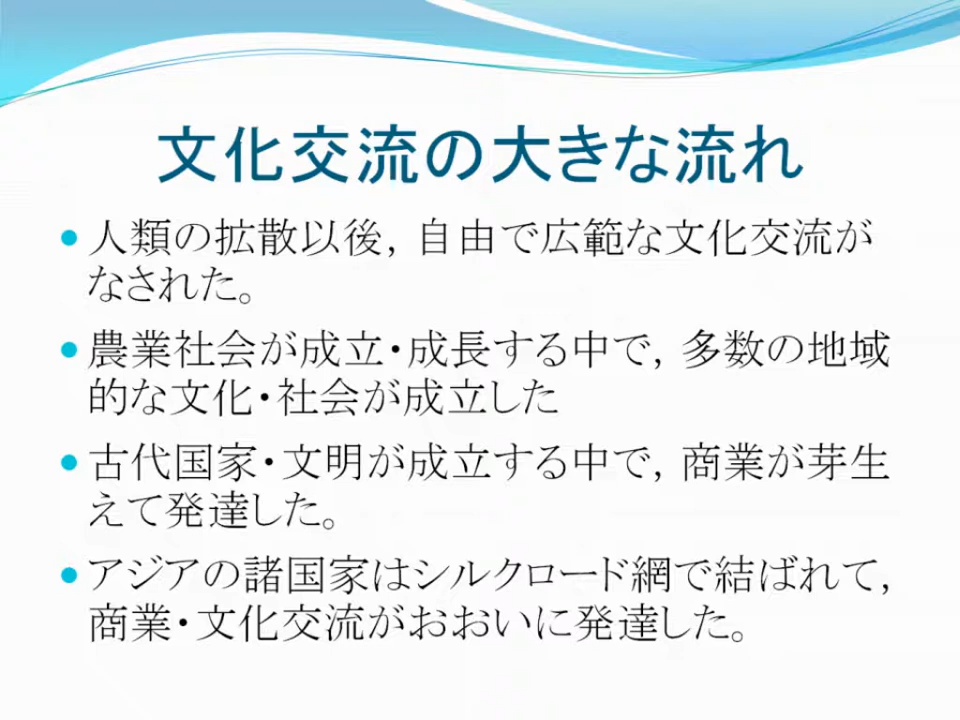 文化交流の大きな流れ
• 人類の拡散以後, 自由で広範な文化交流が
なされた。
• 農業社会が成立・成長する中で, 多数の地域
的な文化・社会が成立した
• 古代国家・文明が成立する中で, 商業が芽生
えて発達した。
• アジアの諸国家はシルクロード網で結ばれて,
商業・文化交流がおおいに発達した。